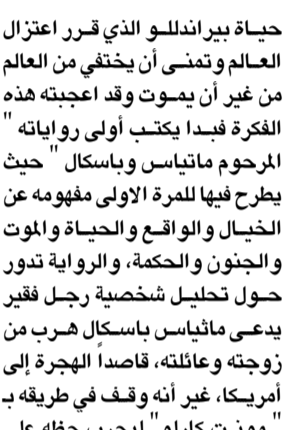 حياة بيراندللو الذي قرر اعتزال
العالم وتمنى أن يختفي من العالم
من غير أن يموت وقد اعجبته هذه
الفكرة فبدا يكتب أولى رواياته "
المرحوم ماتياس وباسكال " حيث
يطرح فيها للمرة الاولى مفهومه عن
الخيال والواقع والحياة والموت
والجنون والحكمة، والرواية تدور
حول تحليل شخصية رجل فقير
يدعى ماثياس باسكال هرب من
زوجته وعائلته، قاصداً الهجرة إلى
أمريكا، غير أنه وقف في طريقه بـ